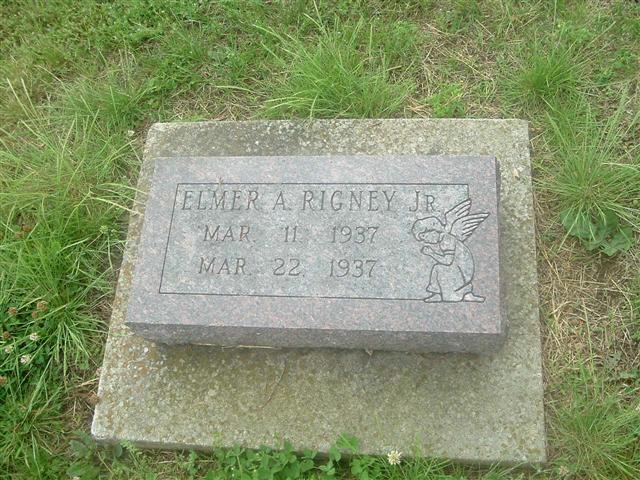 ELMER A. RIGNEY JR.
MAR. 11, 1937
MAR. 22, 1937